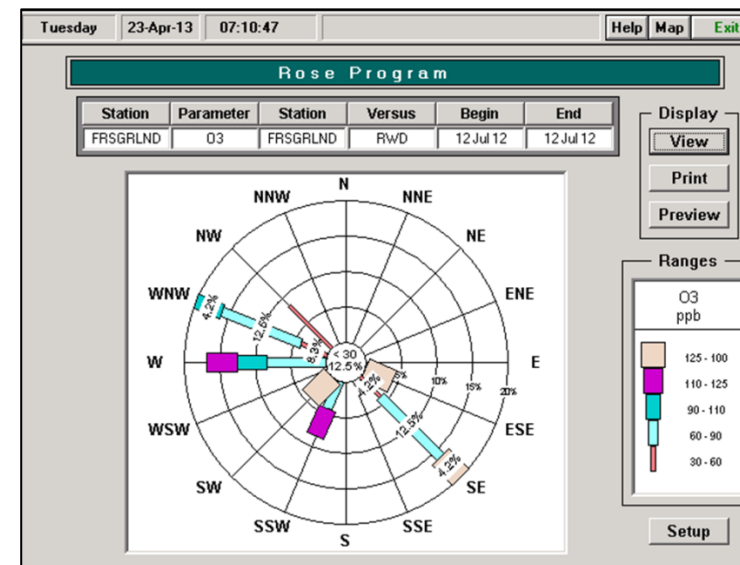 Tuesday 23-Apr-13 07:10:47 Help Map Exit
Rose Program
Station Parameter Station Versus Begin End
FRSGRLND O3 FRSGRLND RWD 12 Jul 12 12 Jul 12
Display
View
Print
Preview
N
NNW NNE
NW NE
WNW ENE
4.2% 12.5% 8.3%
< 30
12.5%
W E
5% 10% 15% 20%
4.2% 12.5% 4.2%
WSW ESE
SW SE
SSW SSE
S
Ranges
O3
ppb
125 - 100
110 - 125
90 - 110
60 - 90
30 - 60
Setup